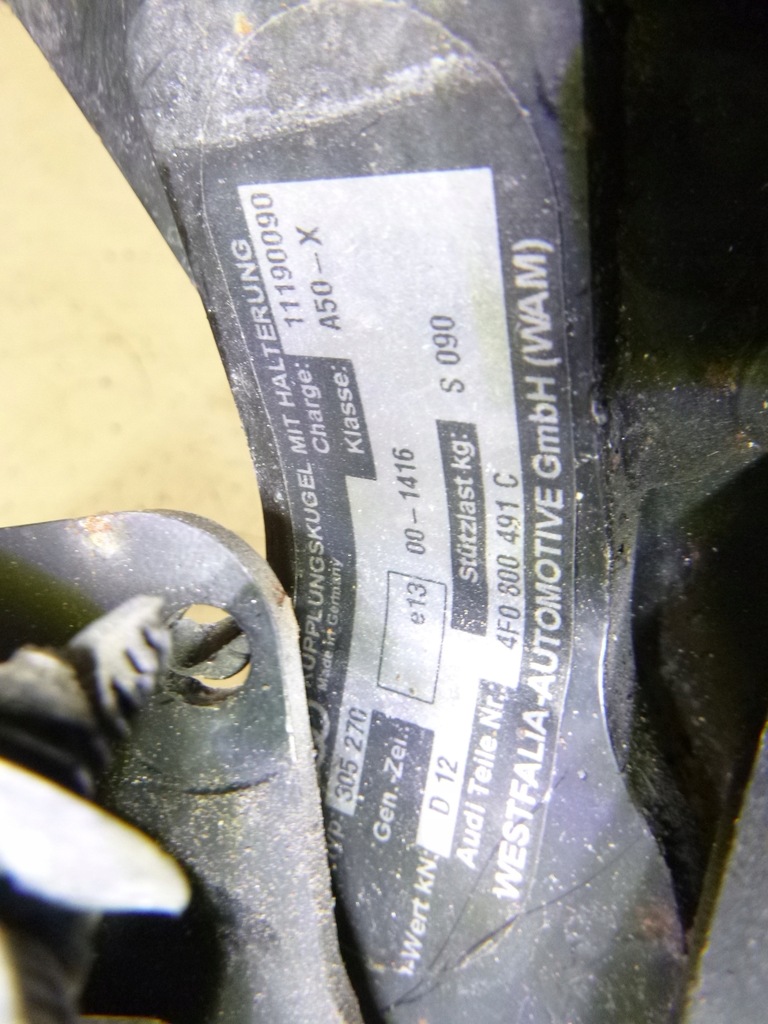 KUPPLUNGSKUGEL MIT HALTERUNG
Made in Germany Charge: 11190090
305 270 Klasse: A50-X
Gen.-Zei.: e13 00-1416
-Wert KN: D 12 Stützlast kg: S 090
Audi Teile Nr.: 4F0 800 491 C
WESTFALIA-AUTOMOTIVE GmbH (WAM)